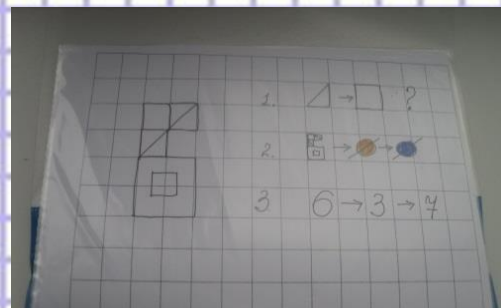 1. → ?
2. → →
3. 6 → 3 → 4